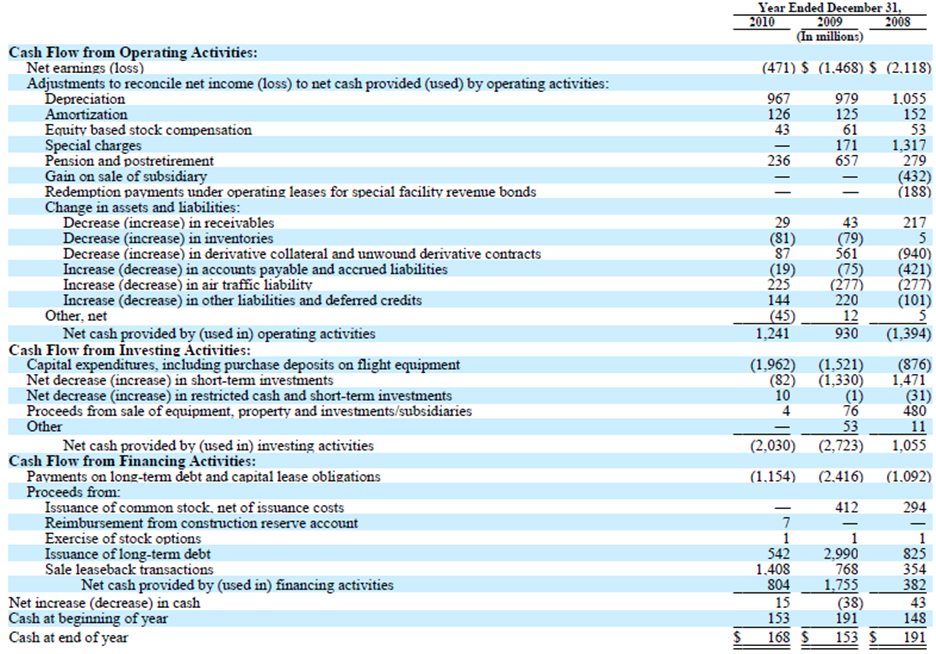 Year Ended December 31,
2010 2009 2008
(In millions)
Cash Flow from Operating Activities:
Net earnings (loss) (471) $ (1,468) $ (2,118)
Adjustments to reconcile net income (loss) to net cash provided (used) by operating activities:
Depreciation 967 979 1,055
Amortization 126 125 152
Equity based stock compensation 43 61 53
Special charges — 171 1,317
Pension and postretirement 236 657 279
Gain on sale of subsidiary — — (432)
Redemption payments under operating leases for special facility revenue bonds — — (188)
Change in assets and liabilities:
Decrease (increase) in receivables 29 43 217
Decrease (increase) in inventories (81) (79) 5
Decrease (increase) in derivative collateral and unwound derivative contracts 87 561 (940)
Increase (decrease) in accounts payable and accrued liabilities (19) (75) (421)
Increase (decrease) in air traffic liability 225 (277) (277)
Increase (decrease) in other liabilities and deferred credits 144 220 (101)
Other, net (45) 12 5
Net cash provided by (used in) operating activities 1,241 930 (1,394)
Cash Flow from Investing Activities:
Capital expenditures, including purchase deposits on flight equipment (1,962) (1,521) (876)
Net decrease (increase) in short-term investments (82) (1,330) 1,471
Net decrease (increase) in restricted cash and short-term investments 10 (1) (31)
Proceeds from sale of equipment, property and investments/subsidiaries 4 76 480
Other — 53 11
Net cash provided by (used in) investing activities (2,030) (2,723) 1,055
Cash Flow from Financing Activities:
Payments on long-term debt and capital lease obligations (1,154) (2,416) (1,092)
Proceeds from:
Issuance of common stock, net of issuance costs — 412 294
Reimbursement from construction reserve account 7 — —
Exercise of stock options 1 1 1
Issuance of long-term debt 542 2,990 825
Sale leaseback transactions 1,408 768 354
Net cash provided by (used in) financing activities 804 1,755 382
Net increase (decrease) in cash 15 (38) 43
Cash at beginning of year 153 191 148
Cash at end of year $ 168 $ 153 $ 191